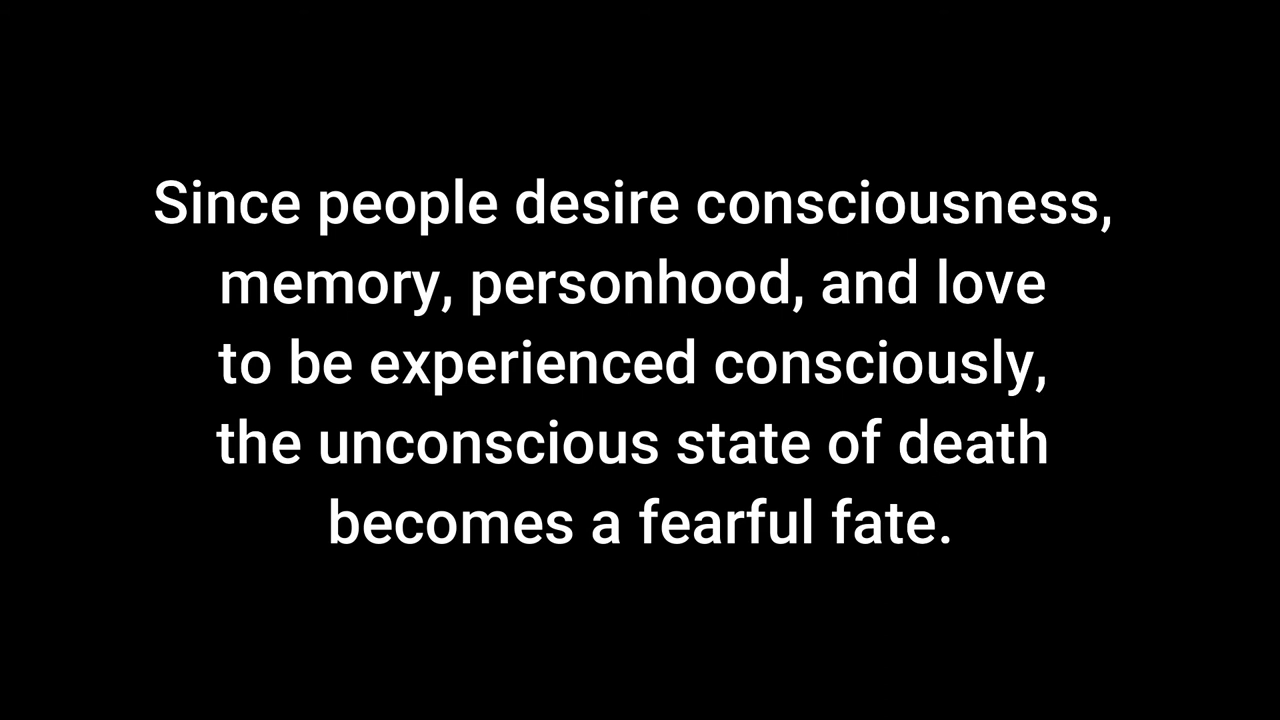 Since people desire consciousness,
memory, personhood, and love
to be experienced consciously,
the unconscious state of death
becomes a fearful fate.